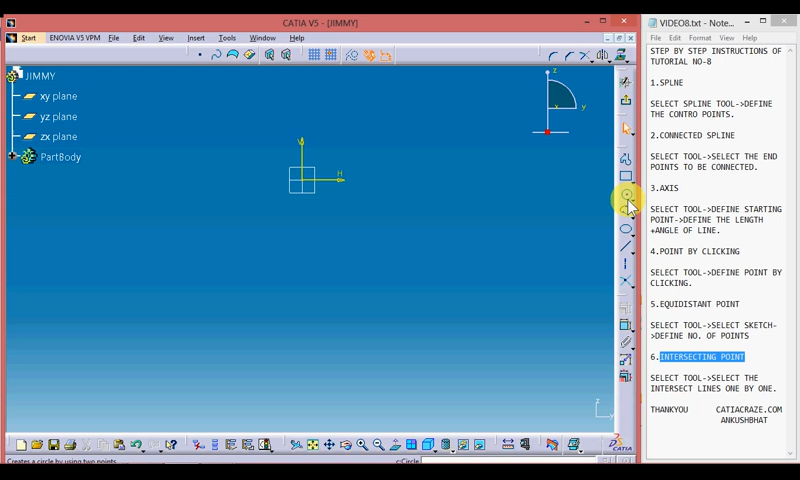 CATIA V5 - [JIMMY]
Start
ENOVIA V5 VPM
File
Edit
View
Insert
Tools
Window
Help
JIMMY
xy plane
yz plane
zx plane
PartBody
V
H
z
y
x
z
y
Creates a circle by using two points
c:Circle
CATIA
VIDEO8.txt - Note...
File Edit Format View Help
STEP BY STEP INSTRUCTIONS OF
TUTORIAL NO-8
1.SPLNE
SELECT SPLINE TOOL->DEFINE
THE CONTRO POINTS.
2.CONNECTED SPLINE
SELECT TOOL->SELECT THE END
POINTS TO BE CONNECTED.
3.AXIS
SELECT TOOL->DEFINE STARTING
POINT->DEFINE THE LENGTH
+ANGLE OF LINE.
4.POINT BY CLICKING
SELECT TOOL->DEFINE POINT BY
CLICKING.
5.EQUIDISTANT POINT
SELECT TOOL->SELECT SKETCH-
>DEFINE NO. OF POINTS
6.INTERSECTING POINT
SELECT TOOL->SELECT THE
INTERSECT LINES ONE BY ONE.
THANKYOU CATIACRAZE.COM
ANKUSHBHAT